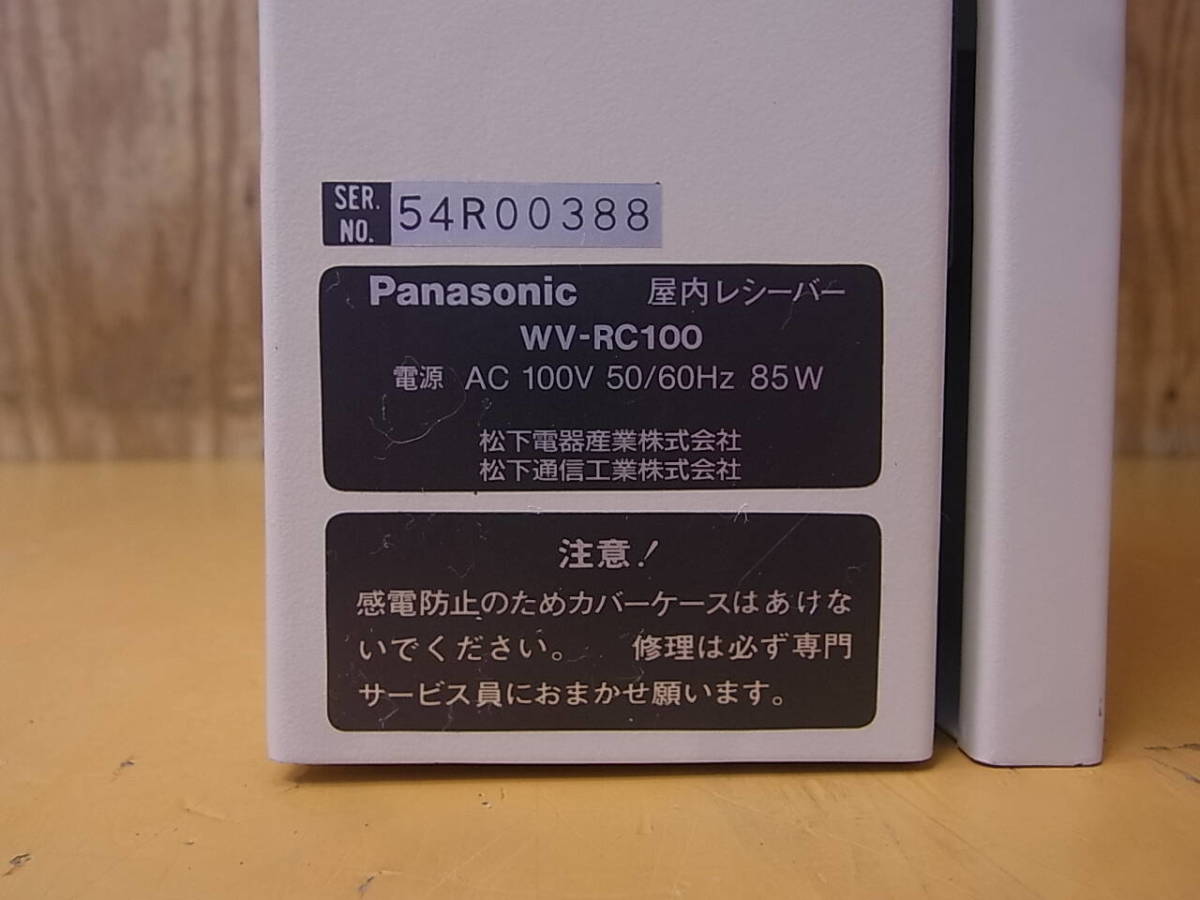 SER.
NO.
54R00388
Panasonic 屋内レシーバー
WV-RC100
電源 AC 100V 50/60Hz 85W
松下電器産業株式会社
松下通信工業株式会社
注意!
感電防止のためカバーケースはあけな
いでください。 修理は必ず専門
サービス員におまかせ願います。